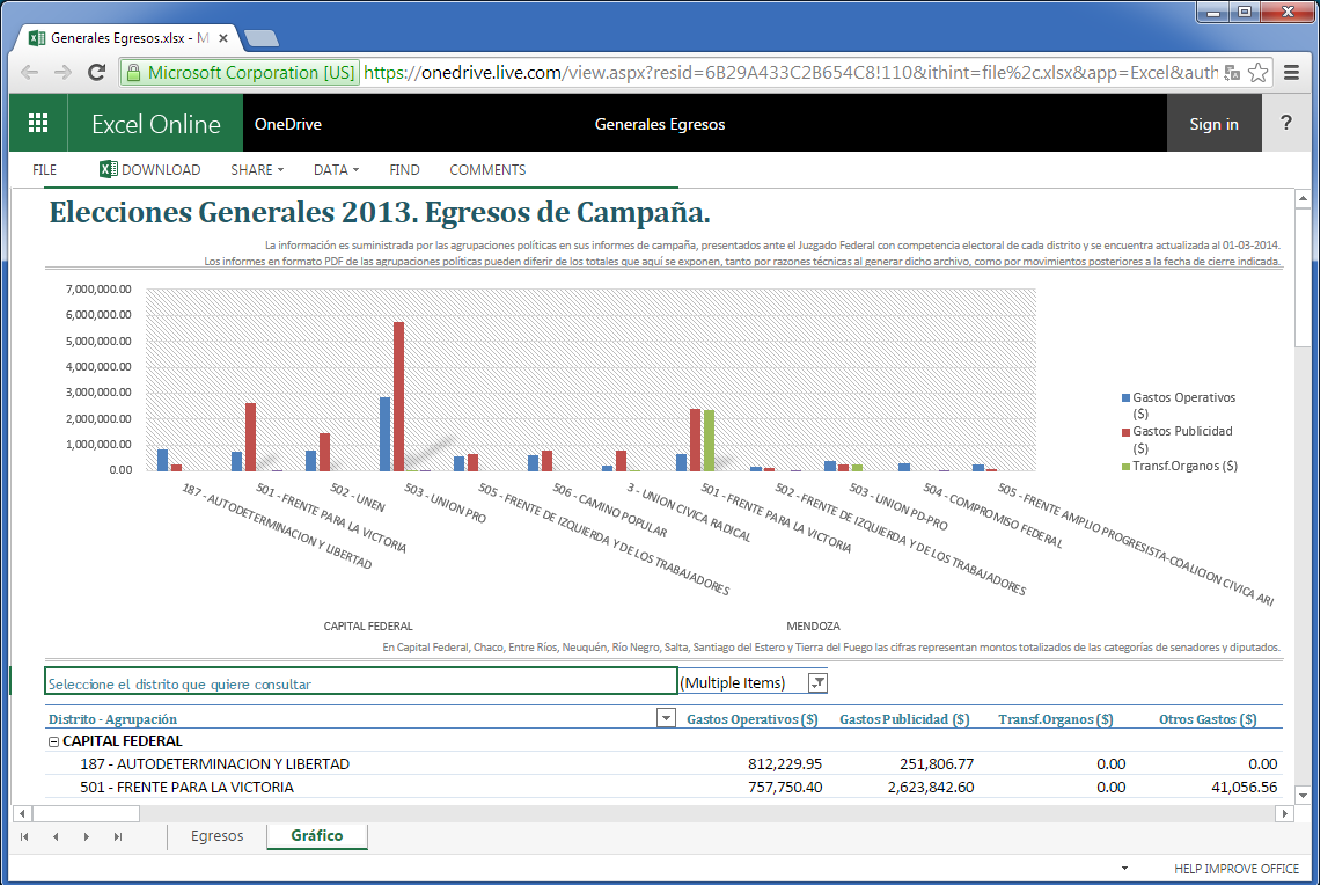 Generales Egresos.xlsx - M
Microsoft Corporation [US] https://onedrive.live.com/view.aspx?resid=6B29A433C2B654C8!110&ithint=file%2c.xlsx&app=Excel&auth
Excel Online OneDrive Generales Egresos Sign in ?
FILE DOWNLOAD SHARE DATA FIND COMMENTS
Elecciones Generales 2013. Egresos de Campaña.
La información es suministrada por las agrupaciones políticas en sus informes de campaña, presentados ante el Juzgado Federal con competencia electoral de cada distrito y se encuentra actualizada al 01-03-2014.
Los informes en formato PDF de las agrupaciones políticas pueden diferir de los totales que aquí se exponen, tanto por razones técnicas al generar dicho archivo, como por movimientos posteriores a la fecha de cierre indicada.
7,000,000.00
6,000,000.00
5,000,000.00
4,000,000.00
3,000,000.00
2,000,000.00
1,000,000.00
0.00
Gastos Operativos
($)
Gastos Publicidad
($)
Transf.Organos ($)
187 - AUTODETERMINACION Y LIBERTAD
501 - FRENTE PARA LA VICTORIA
502 - UNEN
503 - UNION PRO
505 - FRENTE DE IZQUIERDA Y DE LOS TRABAJADORES
506 - CAMINO POPULAR
3 - UNION CIVICA RADICAL
501 - FRENTE PARA LA VICTORIA
502 - FRENTE DE IZQUIERDA Y DE LOS TRABAJADORES
503 - UNION PD-PRO
504 - COMPROMISO FEDERAL
505 - FRENTE AMPLIO PROGRESISTA-COALICION CIVICA ARI
CAPITAL FEDERAL MENDOZA
En Capital Federal, Chaco, Entre Ríos, Neuquén, Río Negro, Salta, Santiago del Estero y Tierra del Fuego las cifras representan montos totalizados de las categorías de senadores y diputados.
Seleccione el distrito que quiere consultar (Multiple Items)
Distrito - Agrupación Gastos Operativos ($) Gastos Publicidad ($) Transf.Organos ($) Otros Gastos ($)
CAPITAL FEDERAL
187 - AUTODETERMINACION Y LIBERTAD 812,229.95 251,806.77 0.00 0.00
501 - FRENTE PARA LA VICTORIA 757,750.40 2,623,842.60 0.00 41,056.56
Egresos Gráfico
HELP IMPROVE OFFICE